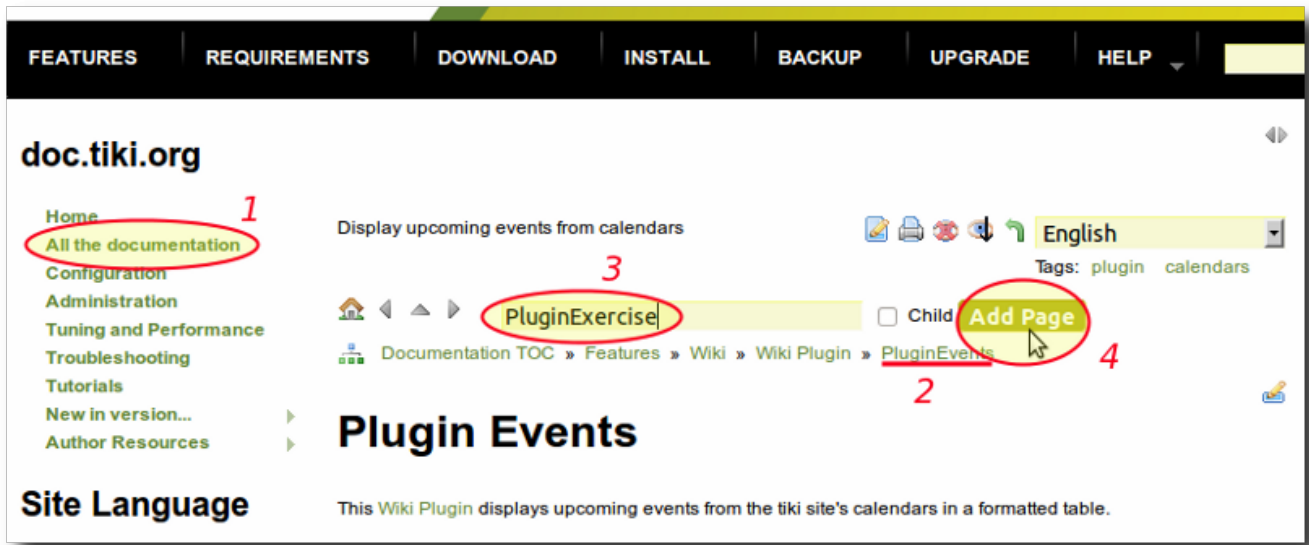 FEATURES REQUIREMENTS DOWNLOAD INSTALL BACKUP UPGRADE HELP
doc.tiki.org
Home
1
All the documentation
Configuration
Administration
Tuning and Performance
Troubleshooting
Tutorials
New in version...
Author Resources
Site Language
Display upcoming events from calendars
English
Tags: plugin calendars
3
PluginExercise
Child
Add Page
4
Documentation TOC » Features » Wiki » Wiki Plugin » PluginEvents
2
Plugin Events
This Wiki Plugin displays upcoming events from the tiki site's calendars in a formatted table.